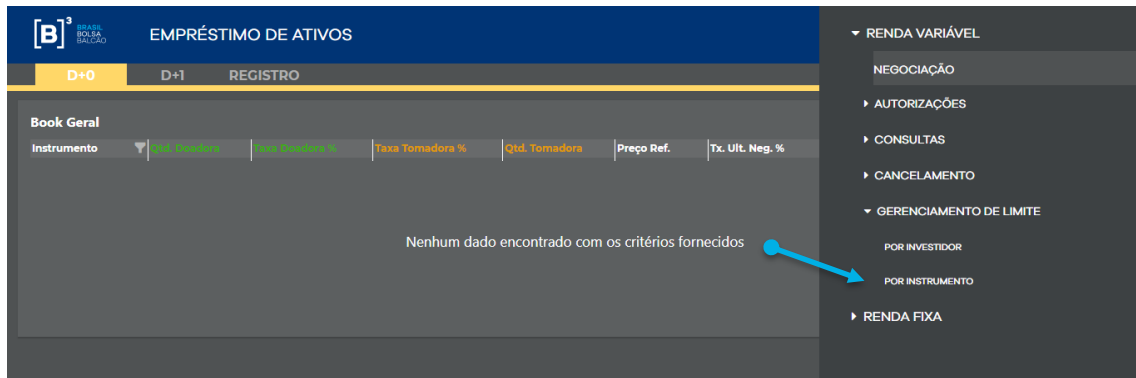 [B]³ BRASIL BOLSA BALCÃO
EMPRÉSTIMO DE ATIVOS
D+0 D+1 REGISTRO
Book Geral
Instrumento Qtd. Doadora Taxa Doadora % Taxa Tomadora % Qtd. Tomadora Preço Ref. Tx. Ult. Neg. %
Nenhum dado encontrado com os critérios fornecidos
RENDA VARIÁVEL
NEGOCIAÇÃO
AUTORIZAÇÕES
CONSULTAS
CANCELAMENTO
GERENCIAMENTO DE LIMITE
POR INVESTIDOR
POR INSTRUMENTO
RENDA FIXA